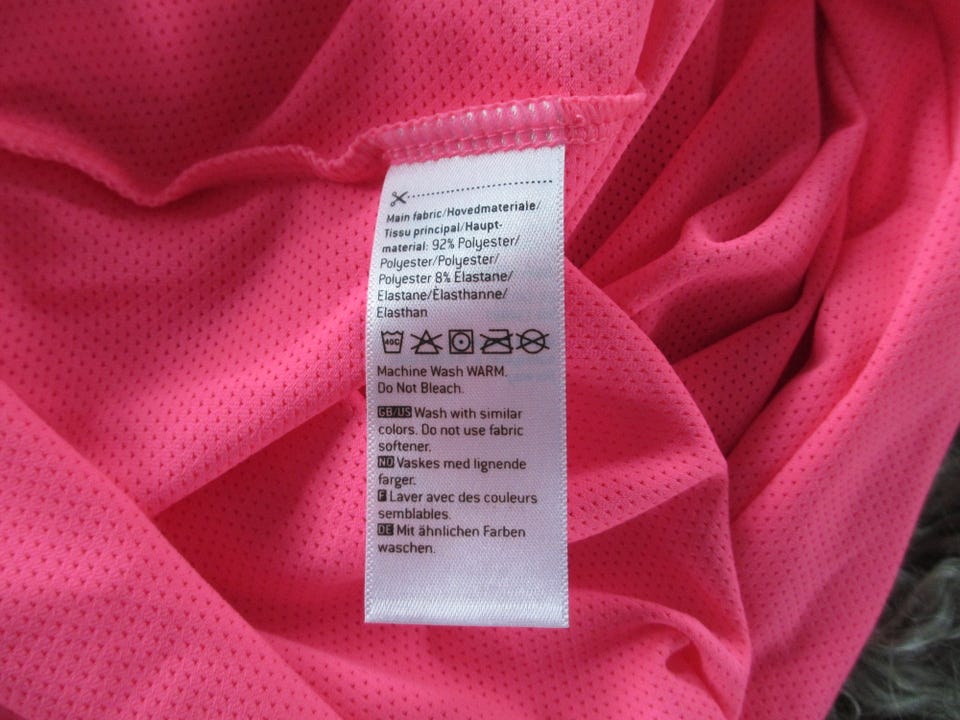 Main fabric/Hovedmateriale/
Tissu principal/Haupt-
material: 92% Polyester/
Polyester/Polyester/
Polyester 8% Elastane/
Elastane/Èlasthanne/
Elasthan
40C
Machine Wash WARM.
Do Not Bleach.
GB/US Wash with similar
colors. Do not use fabric
softener.
NO Vaskes med lignende
farger.
F Laver avec des couleurs
semblables.
DE Mit ähnlichen Farben
waschen.